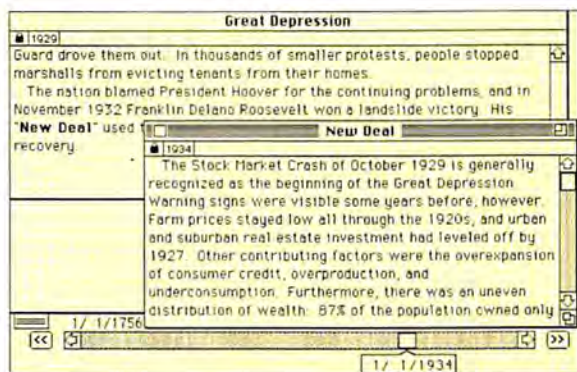 Great Depression
1929
Guard drove them out. In thousands of smaller protests, people stopped
marshalls from evicting tenants from their homes.
The nation blamed President Hoover for the continuing problems, and in
November 1932 Franklin Delano Roosevelt won a landslide victory. His
"New Deal" used
recovery.
New Deal
1934
The Stock Market Crash of October 1929 is generally
recognized as the beginning of the Great Depression.
Warning signs were visible some years before, however.
Farm prices stayed low all through the 1920s, and urban
and suburban real estate investment had leveled off by
1927. Other contributing factors were the overexpansion
of consumer credit, overproduction, and
underconsumption. Furthermore, there was an uneven
distribution of wealth: 87% of the population owned only
1/ 1/1756
1/ 1/1934